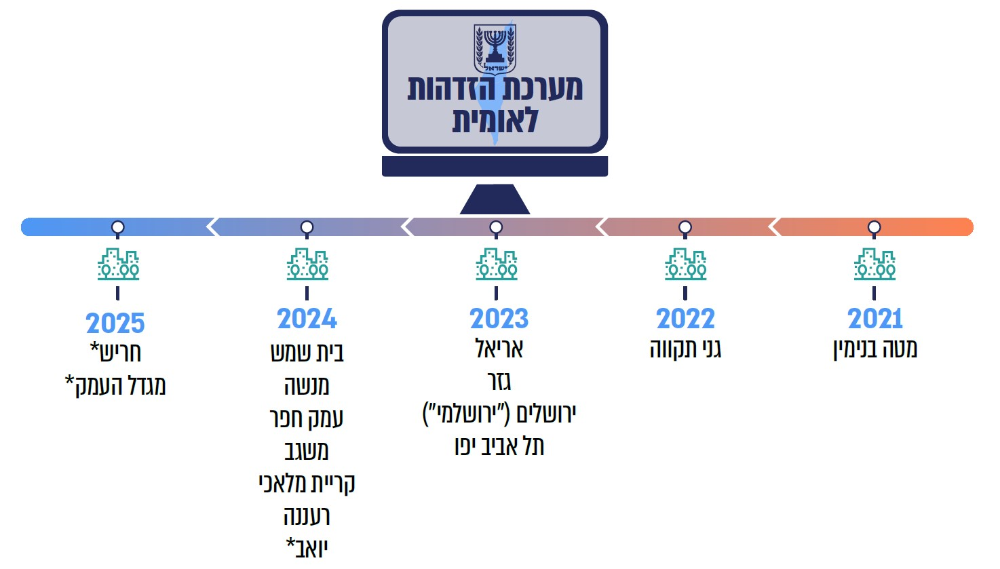 ישראל
מערכת הזדהות
לאומית
2021
מטה בנימין
2022
גני תקווה
2023
אריאל
גזר
ירושלים ("ירושלמי")
תל אביב יפו
2024
בית שמש
מנשה
עמק חפר
משגב
קריית מלאכי
רעננה
יואב*
2025
חריש*
מגדל העמק*